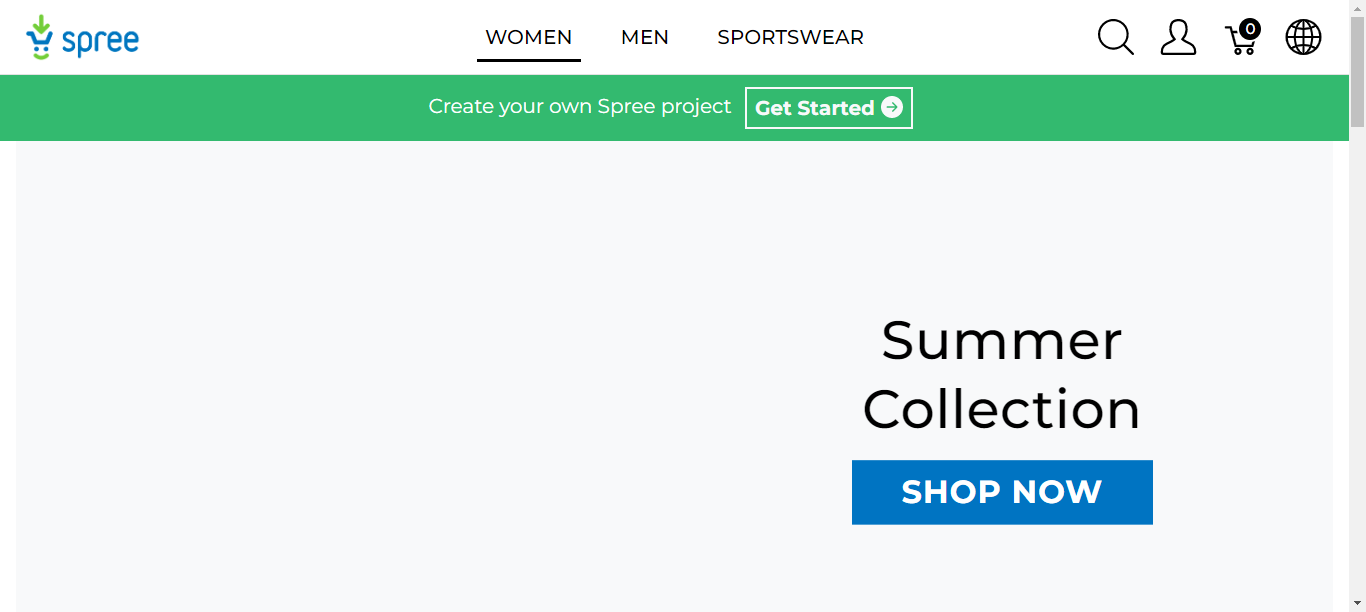 spree
WOMEN
MEN
SPORTSWEAR
0
Create your own Spree project
Get Started
Summer
Collection
SHOP NOW